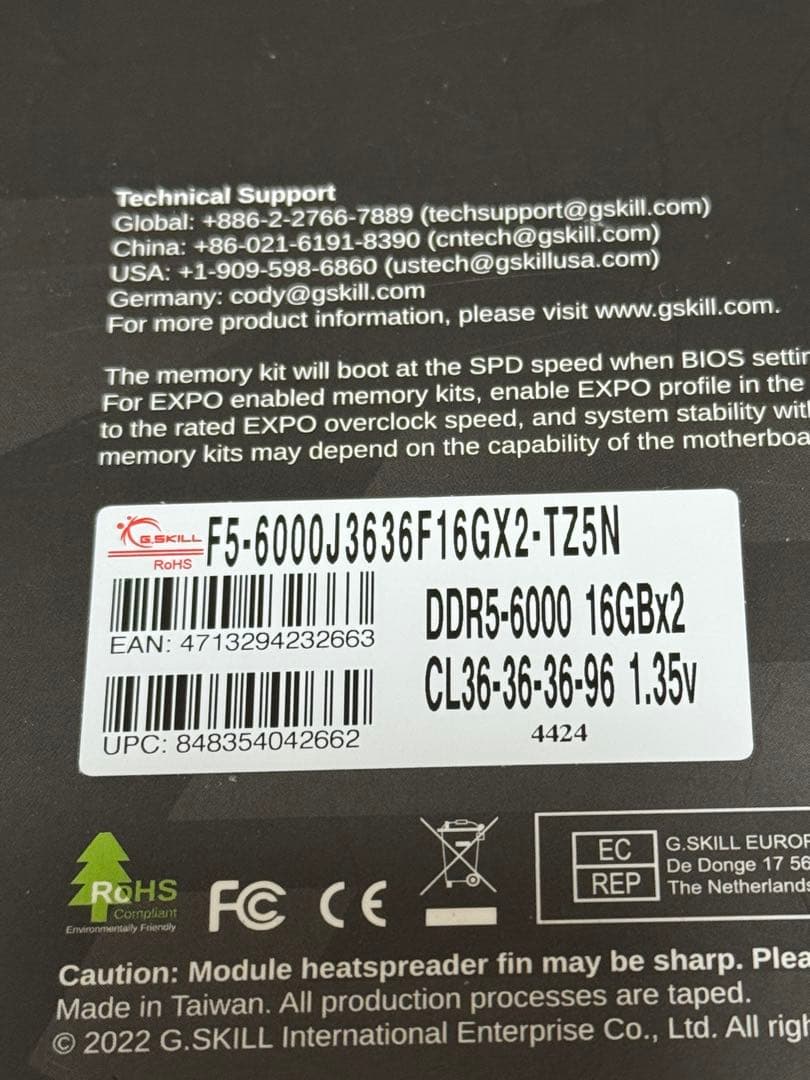 Technical Support
Global: +886-2-2766-7889 (techsupport@gskill.com)
China: +86-021-6191-8390 (cntech@gskill.com)
USA: +1-909-598-6860 (ustech@gskillusa.com)
Germany: cody@gskill.com
For more product information, please visit www.gskill.com.
The memory kit will boot at the SPD speed when BIOS settin
For EXPO enabled memory kits, enable EXPO profile in the
to the rated EXPO overclock speed, and system stability with
memory kits may depend on the capability of the motherboa
G.SKILL
RoHS
F5-6000J3636F16GX2-TZ5N
EAN: 4713294232663
DDR5-6000 16GBx2
CL36-36-36-96 1.35v
UPC: 848354042662
4424
RoHS
Compliant
Environmentally Friendly
FC CE
EC
REP
G.SKILL EUROP
De Donge 17 56
The Netherlands
Caution: Module heatspreader fin may be sharp. Plea
Made in Taiwan. All production processes are taped.
© 2022 G.SKILL International Enterprise Co., Ltd. All righ